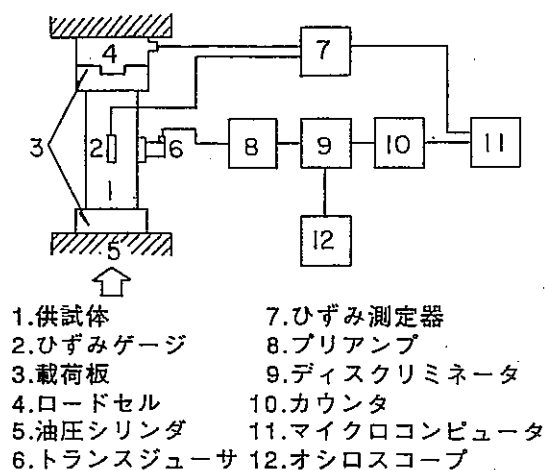 4
7
3
2
6
8
9
10
11
1
5
12
1.供試体
2.ひずみゲージ
3.載荷板
4.ロードセル
5.油圧シリンダ
6.トランスジューサ
7.ひずみ測定器
8.プリアンプ
9.ディスクリミネータ
10.カウンタ
11.マイクロコンピュータ
12.オシロスコープ